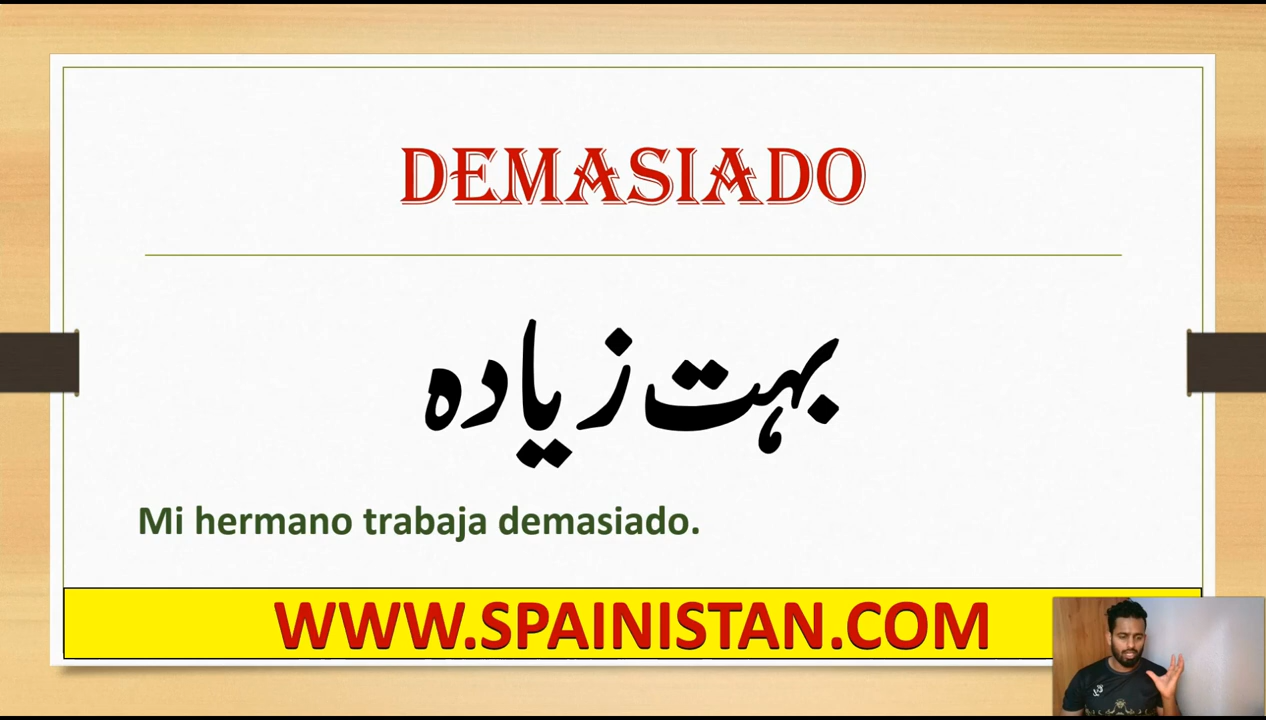 DEMASIADO
بہت زیادہ
Mi hermano trabaja demasiado.
WWW.SPAINISTAN.COM